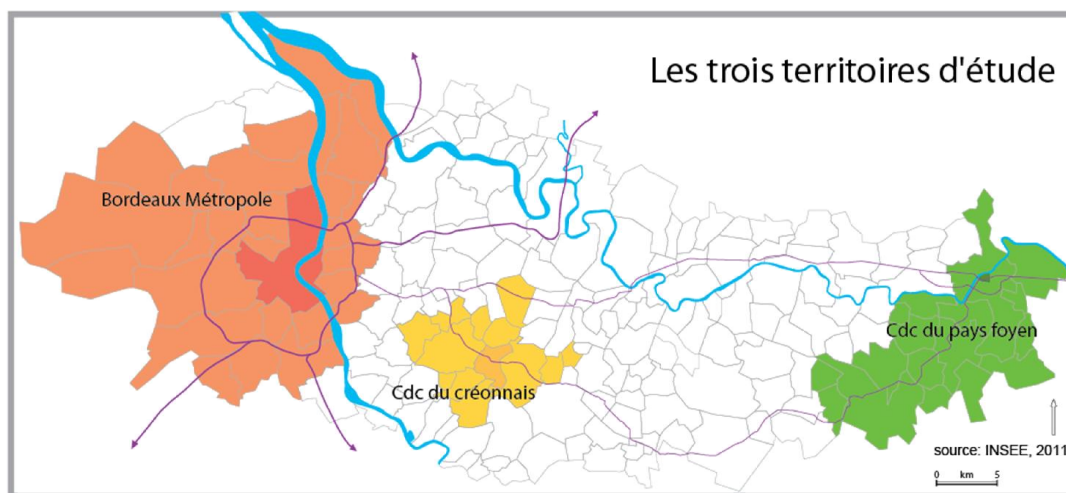 Les trois territoires d'étude
Bordeaux Métropole
Cdc du pays foyen
Cdc du créonnais
source: INSEE, 2011
0 km 5